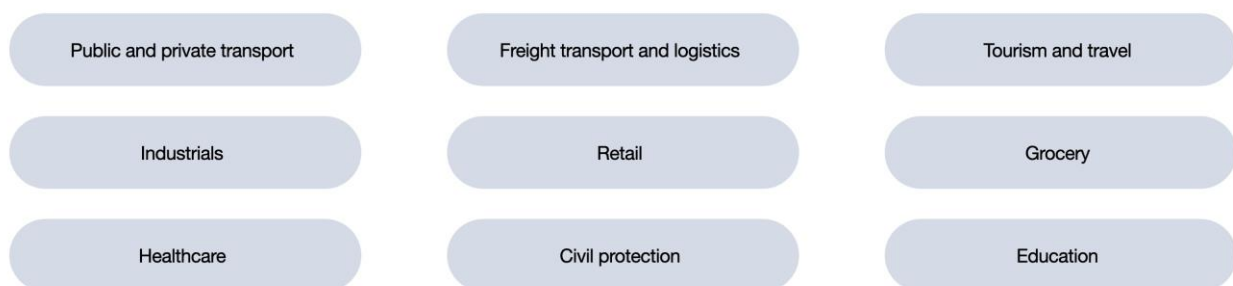 Public and private transport
Freight transport and logistics
Tourism and travel
Industrials
Retail
Grocery
Healthcare
Civil protection
Education